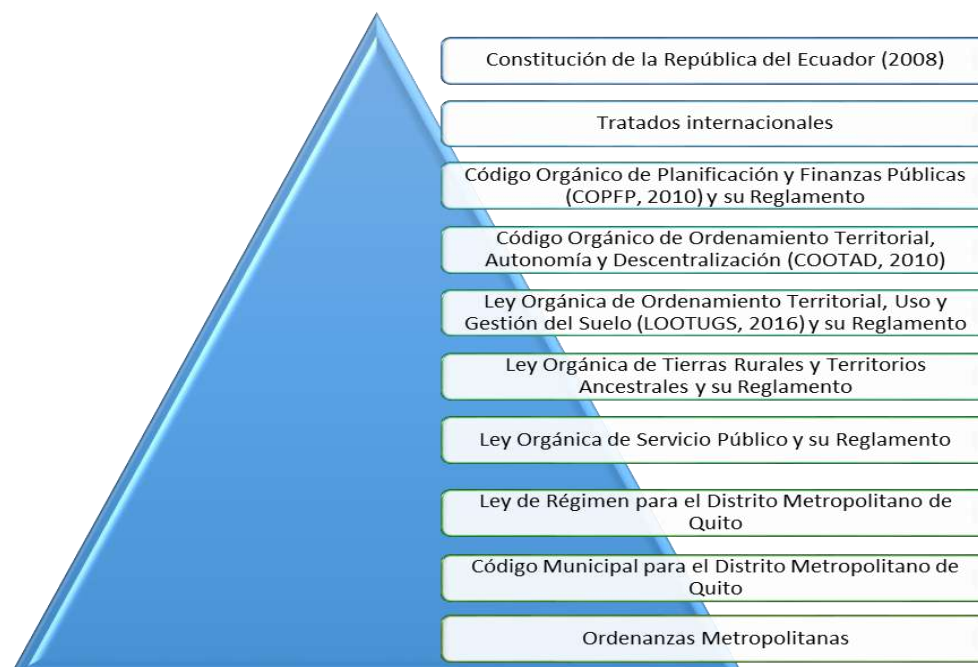 Constitución de la República del Ecuador (2008)
Tratados internacionales
Código Orgánico de Planificación y Finanzas Públicas
(COPFP, 2010) y su Reglamento
Código Orgánico de Ordenamiento Territorial,
Autonomía y Descentralización (COOTAD, 2010)
Ley Orgánica de Ordenamiento Territorial, Uso y
Gestión del Suelo (LOOTUGS, 2016) y su Reglamento
Ley Orgánica de Tierras Rurales y Territorios
Ancestrales y su Reglamento
Ley Orgánica de Servicio Público y su Reglamento
Ley de Régimen para el Distrito Metropolitano de
Quito
Código Municipal para el Distrito Metropolitano de
Quito
Ordenanzas Metropolitanas